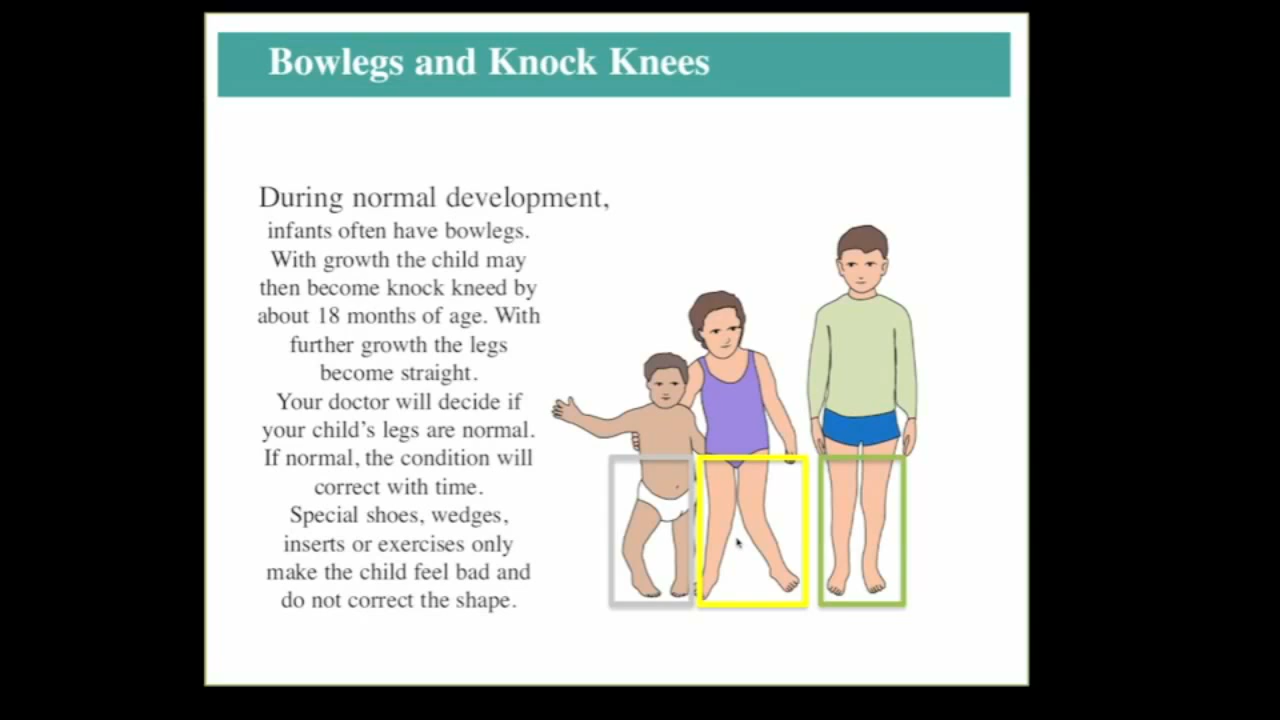 Bowlegs and Knock Knees
During normal development,
infants often have bowlegs.
With growth the child may
then become knock kneed by
about 18 months of age. With
further growth the legs
become straight.
Your doctor will decide if
your child's legs are normal.
If normal, the condition will
correct with time.
Special shoes, wedges,
inserts or exercises only
make the child feel bad and
do not correct the shape.